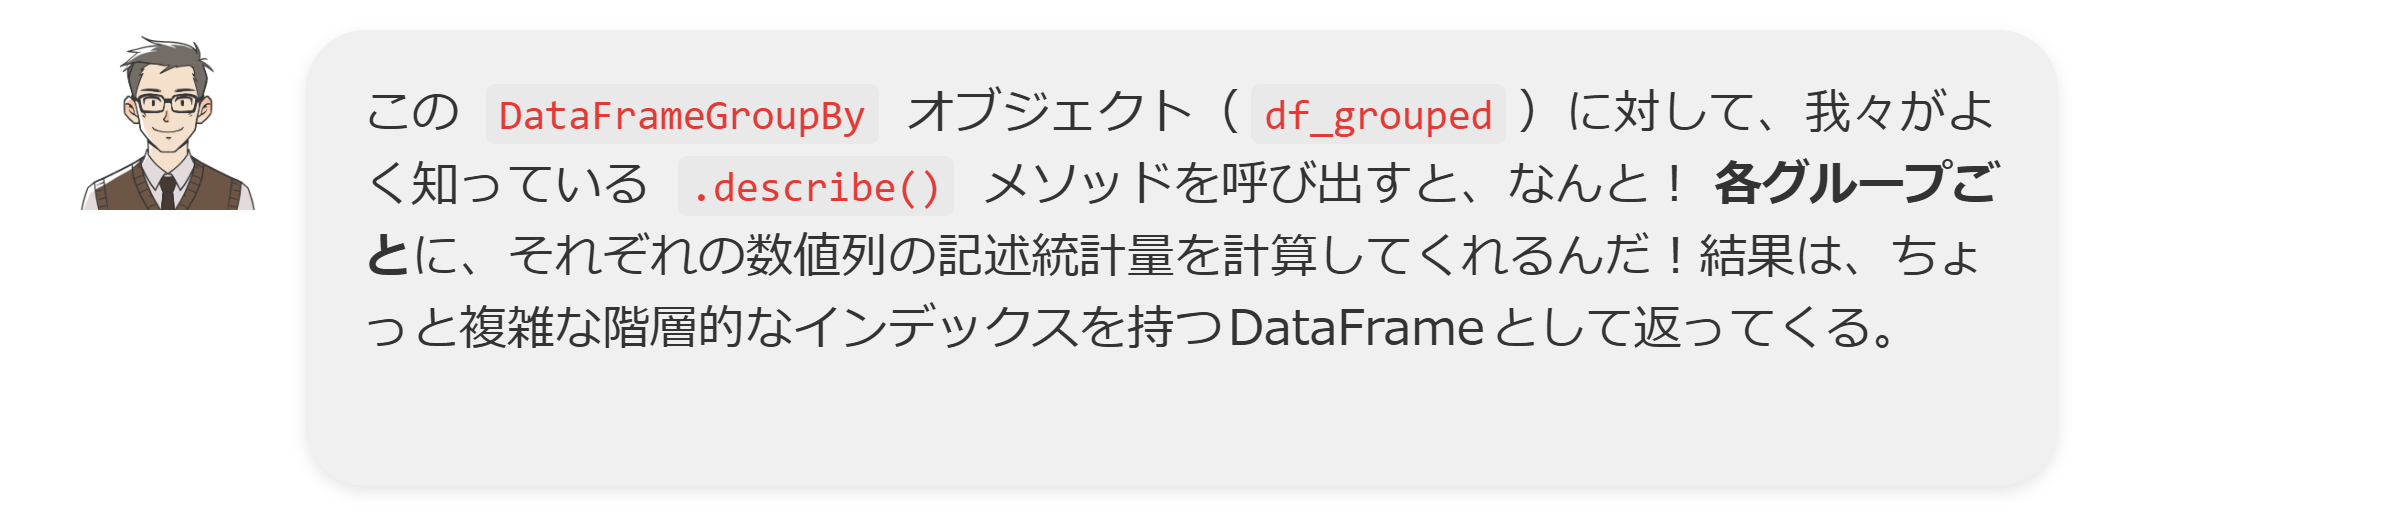 この DataFrameGroupBy オブジェクト（ df_grouped ）に対して、我々がよ
く知っている .describe() メソッドを呼び出すと、なんと！ 各グループご
とに、それぞれの数値列の記述統計量を計算してくれるんだ！結果は、ちょ
っと複雑な階層的なインデックスを持つDataFrameとして返ってくる。